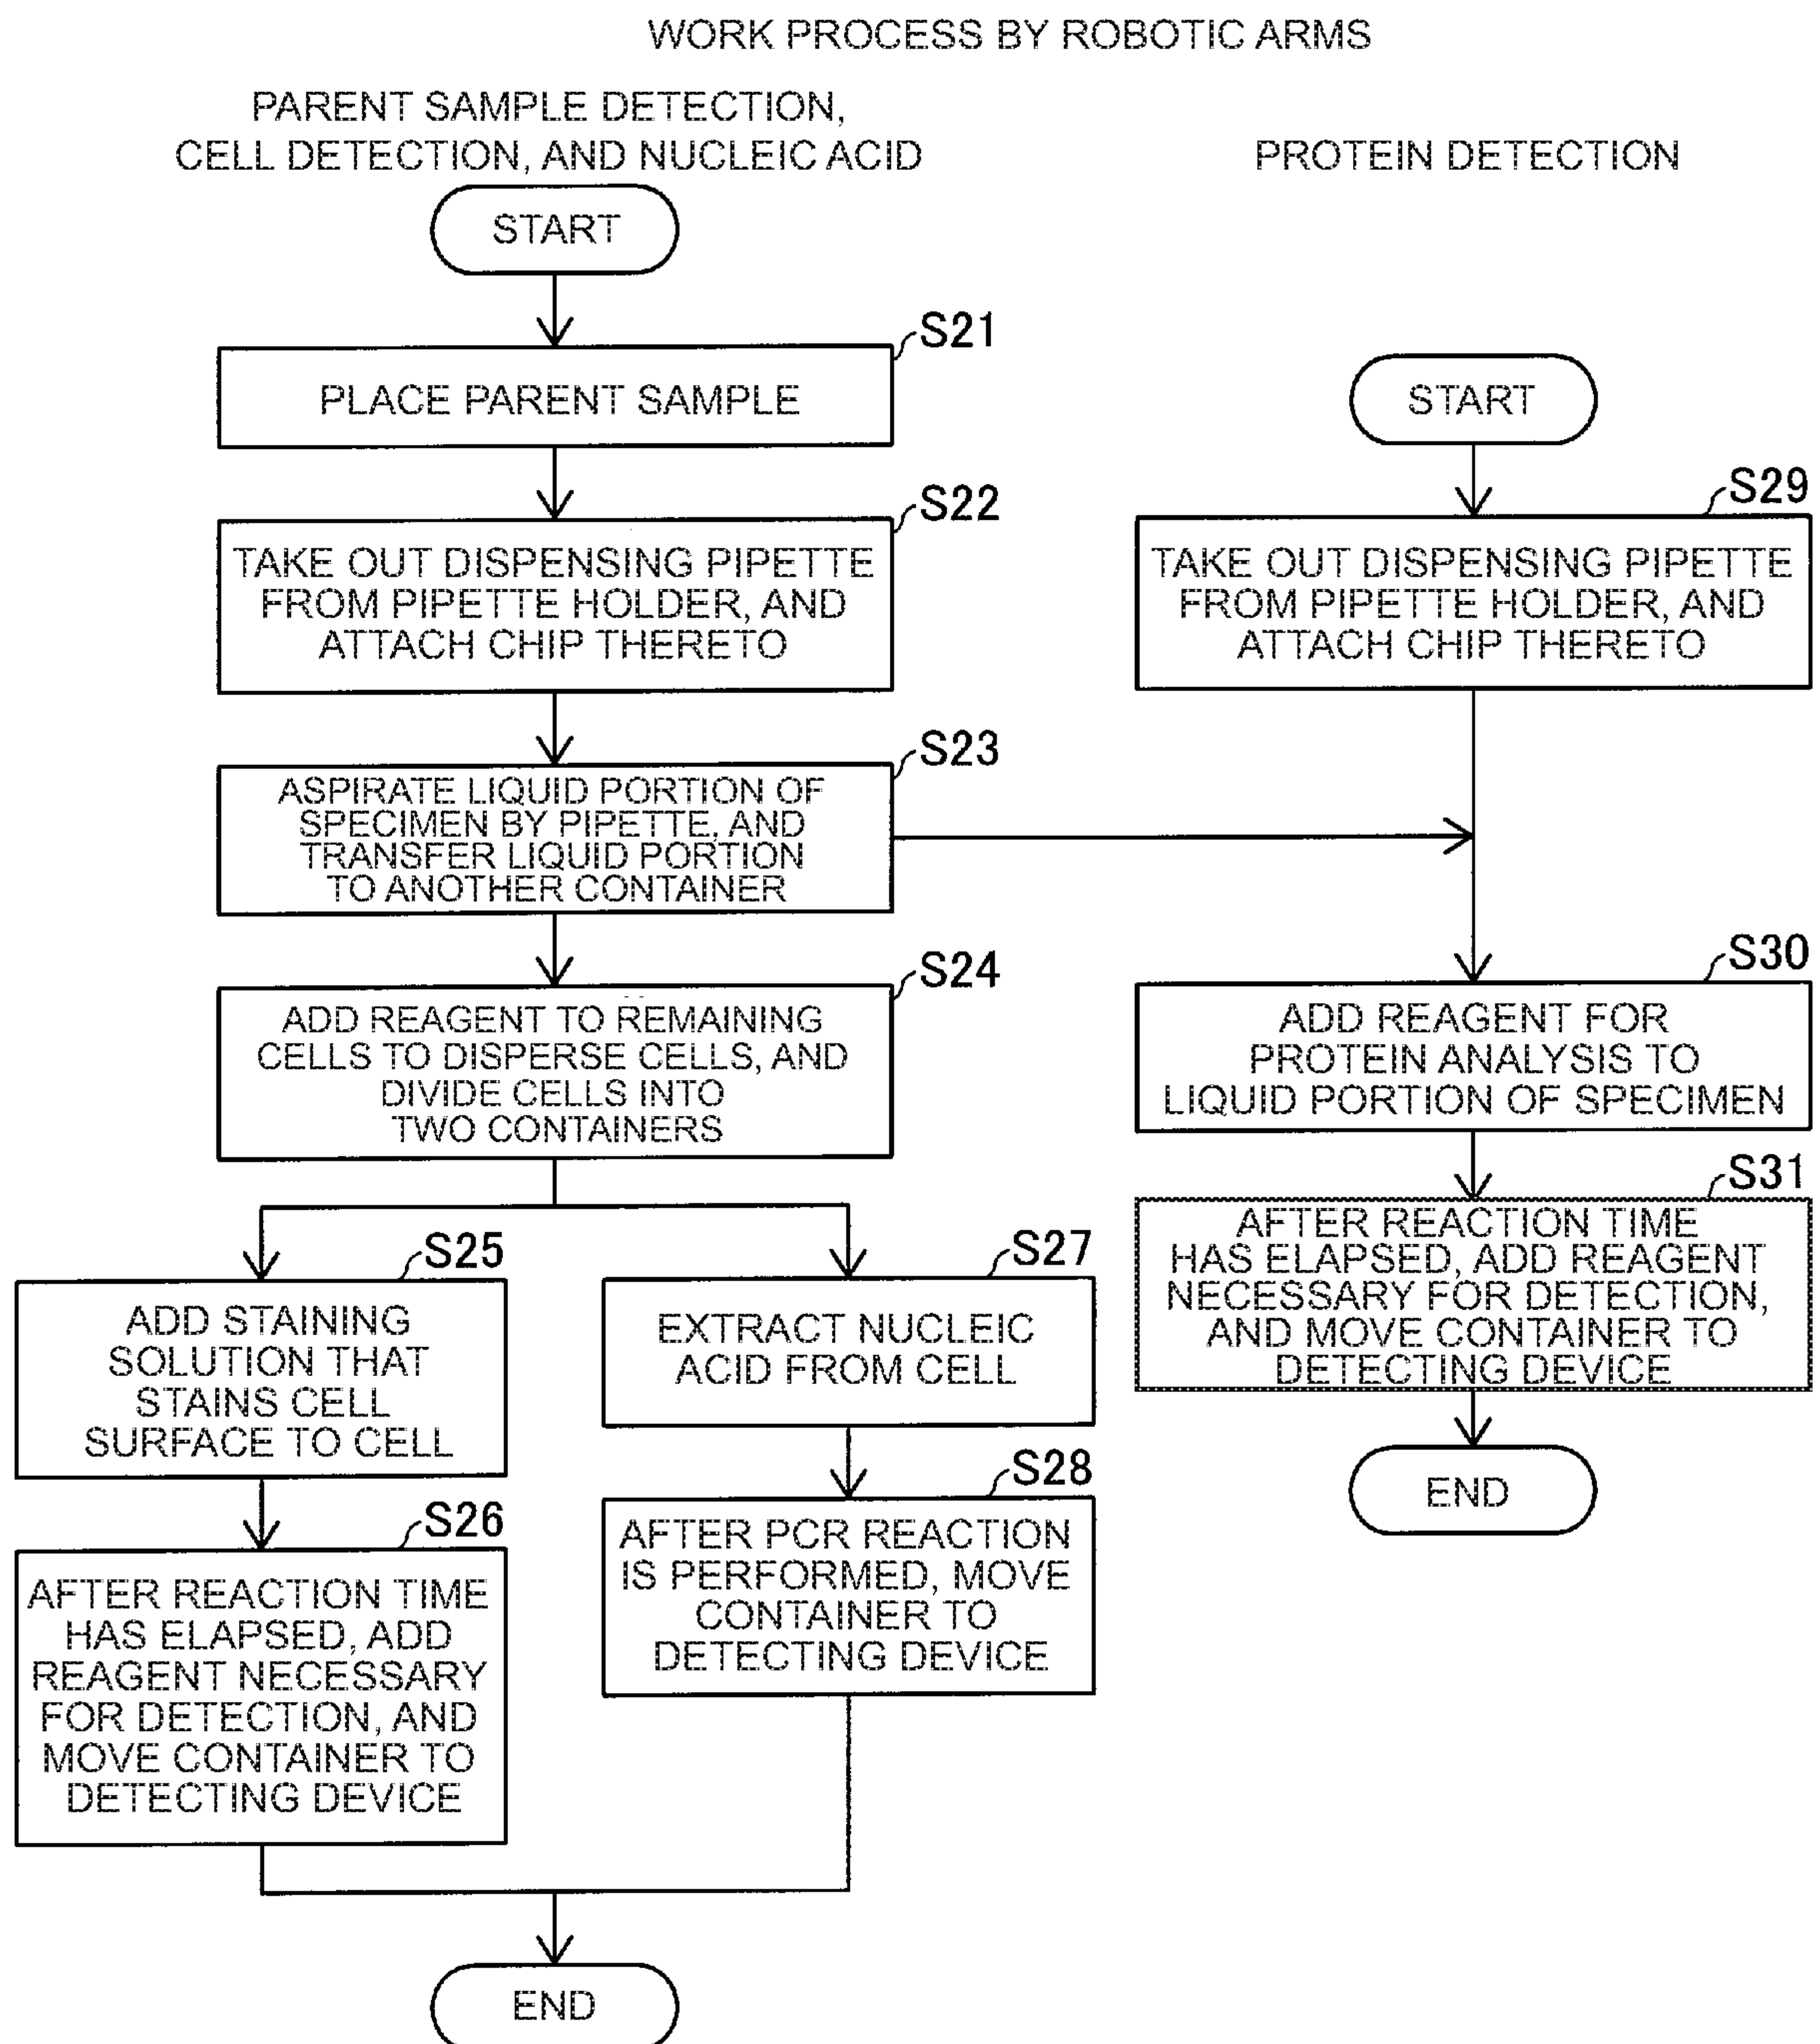 WORK PROCESS BY ROBOTIC ARMS
PARENT SAMPLE DETECTION,
CELL DETECTION, AND NUCLEIC ACID
START
S21
PLACE PARENT SAMPLE
S22
TAKE OUT DISPENSING PIPETTE
FROM PIPETTE HOLDER, AND
ATTACH CHIP THERETO
S23
ASPIRATE LIQUID PORTION OF
SPECIMEN BY PIPETTE, AND
TRANSFER LIQUID PORTION
TO ANOTHER CONTAINER
S24
ADD REAGENT TO REMAINING
CELLS TO DISPERSE CELLS, AND
DIVIDE CELLS INTO
TWO CONTAINERS
S25
ADD STAINING
SOLUTION THAT
STAINS CELL
SURFACE TO CELL
S26
AFTER REACTION TIME
HAS ELAPSED, ADD
REAGENT NECESSARY
FOR DETECTION, AND
MOVE CONTAINER TO
DETECTING DEVICE
S27
EXTRACT NUCLEIC
ACID FROM CELL
S28
AFTER PCR REACTION
IS PERFORMED, MOVE
CONTAINER TO
DETECTING DEVICE
END
PROTEIN DETECTION
START
S29
TAKE OUT DISPENSING PIPETTE
FROM PIPETTE HOLDER, AND
ATTACH CHIP THERETO
S30
ADD REAGENT FOR
PROTEIN ANALYSIS TO
LIQUID PORTION OF SPECIMEN
S31
AFTER REACTION TIME
HAS ELAPSED, ADD REAGENT
NECESSARY FOR DETECTION,
AND MOVE CONTAINER TO
DETECTING DEVICE
END